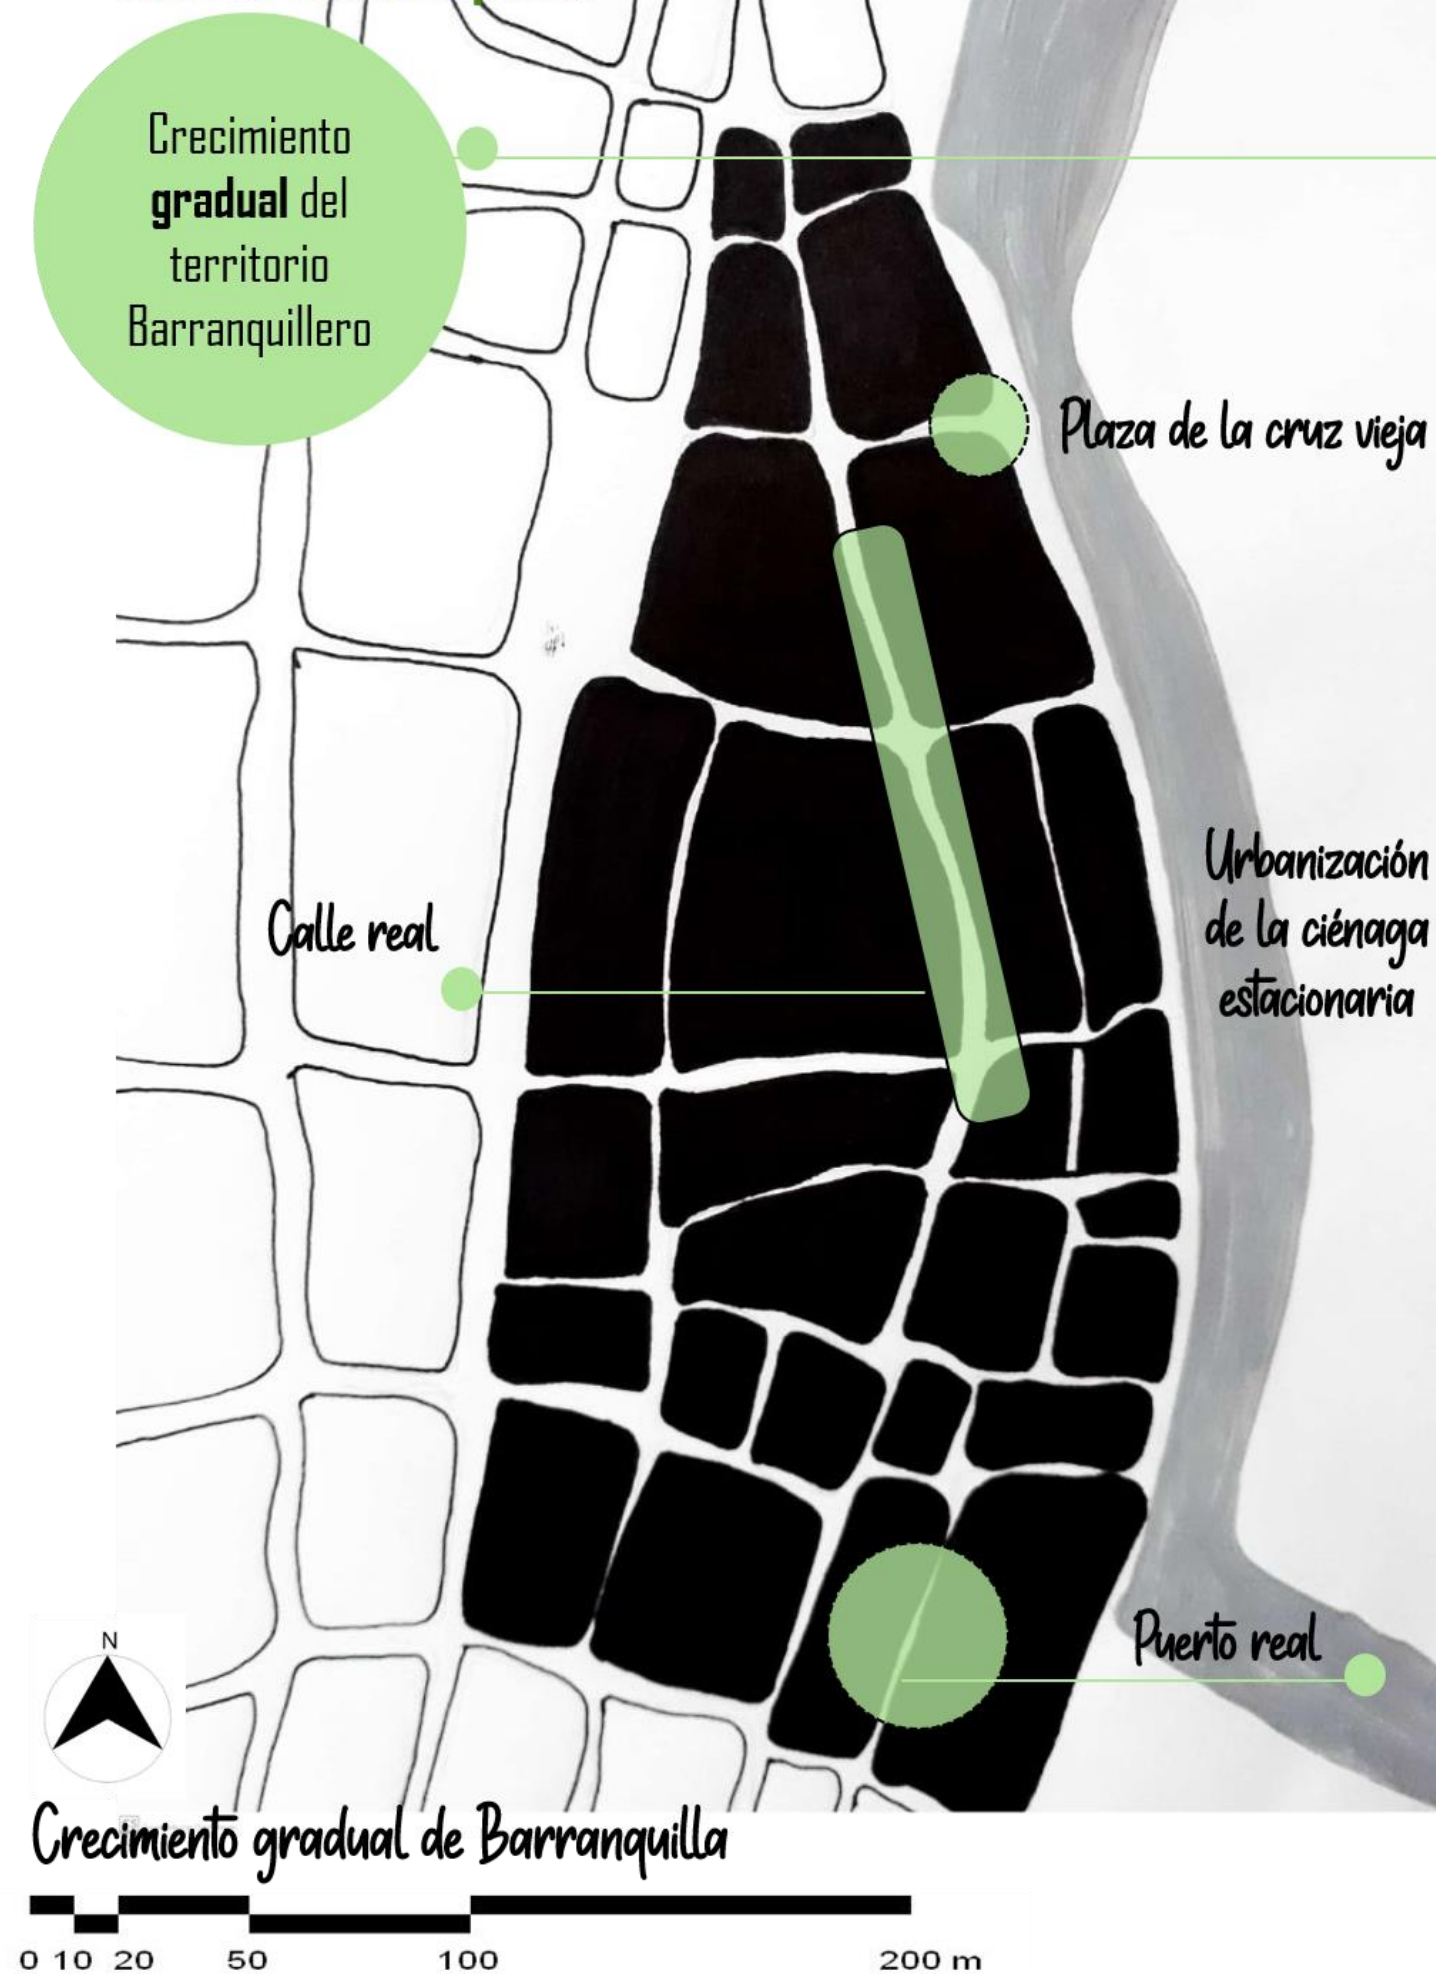 Crecimiento
gradual del
territorio
Barranquillero
Plaza de la cruz vieja
Urbanización
de la ciénaga
estacionaria
Calle real
Puerto real
N
Crecimiento gradual de Barranquilla
0 10 20 50 100 200 m